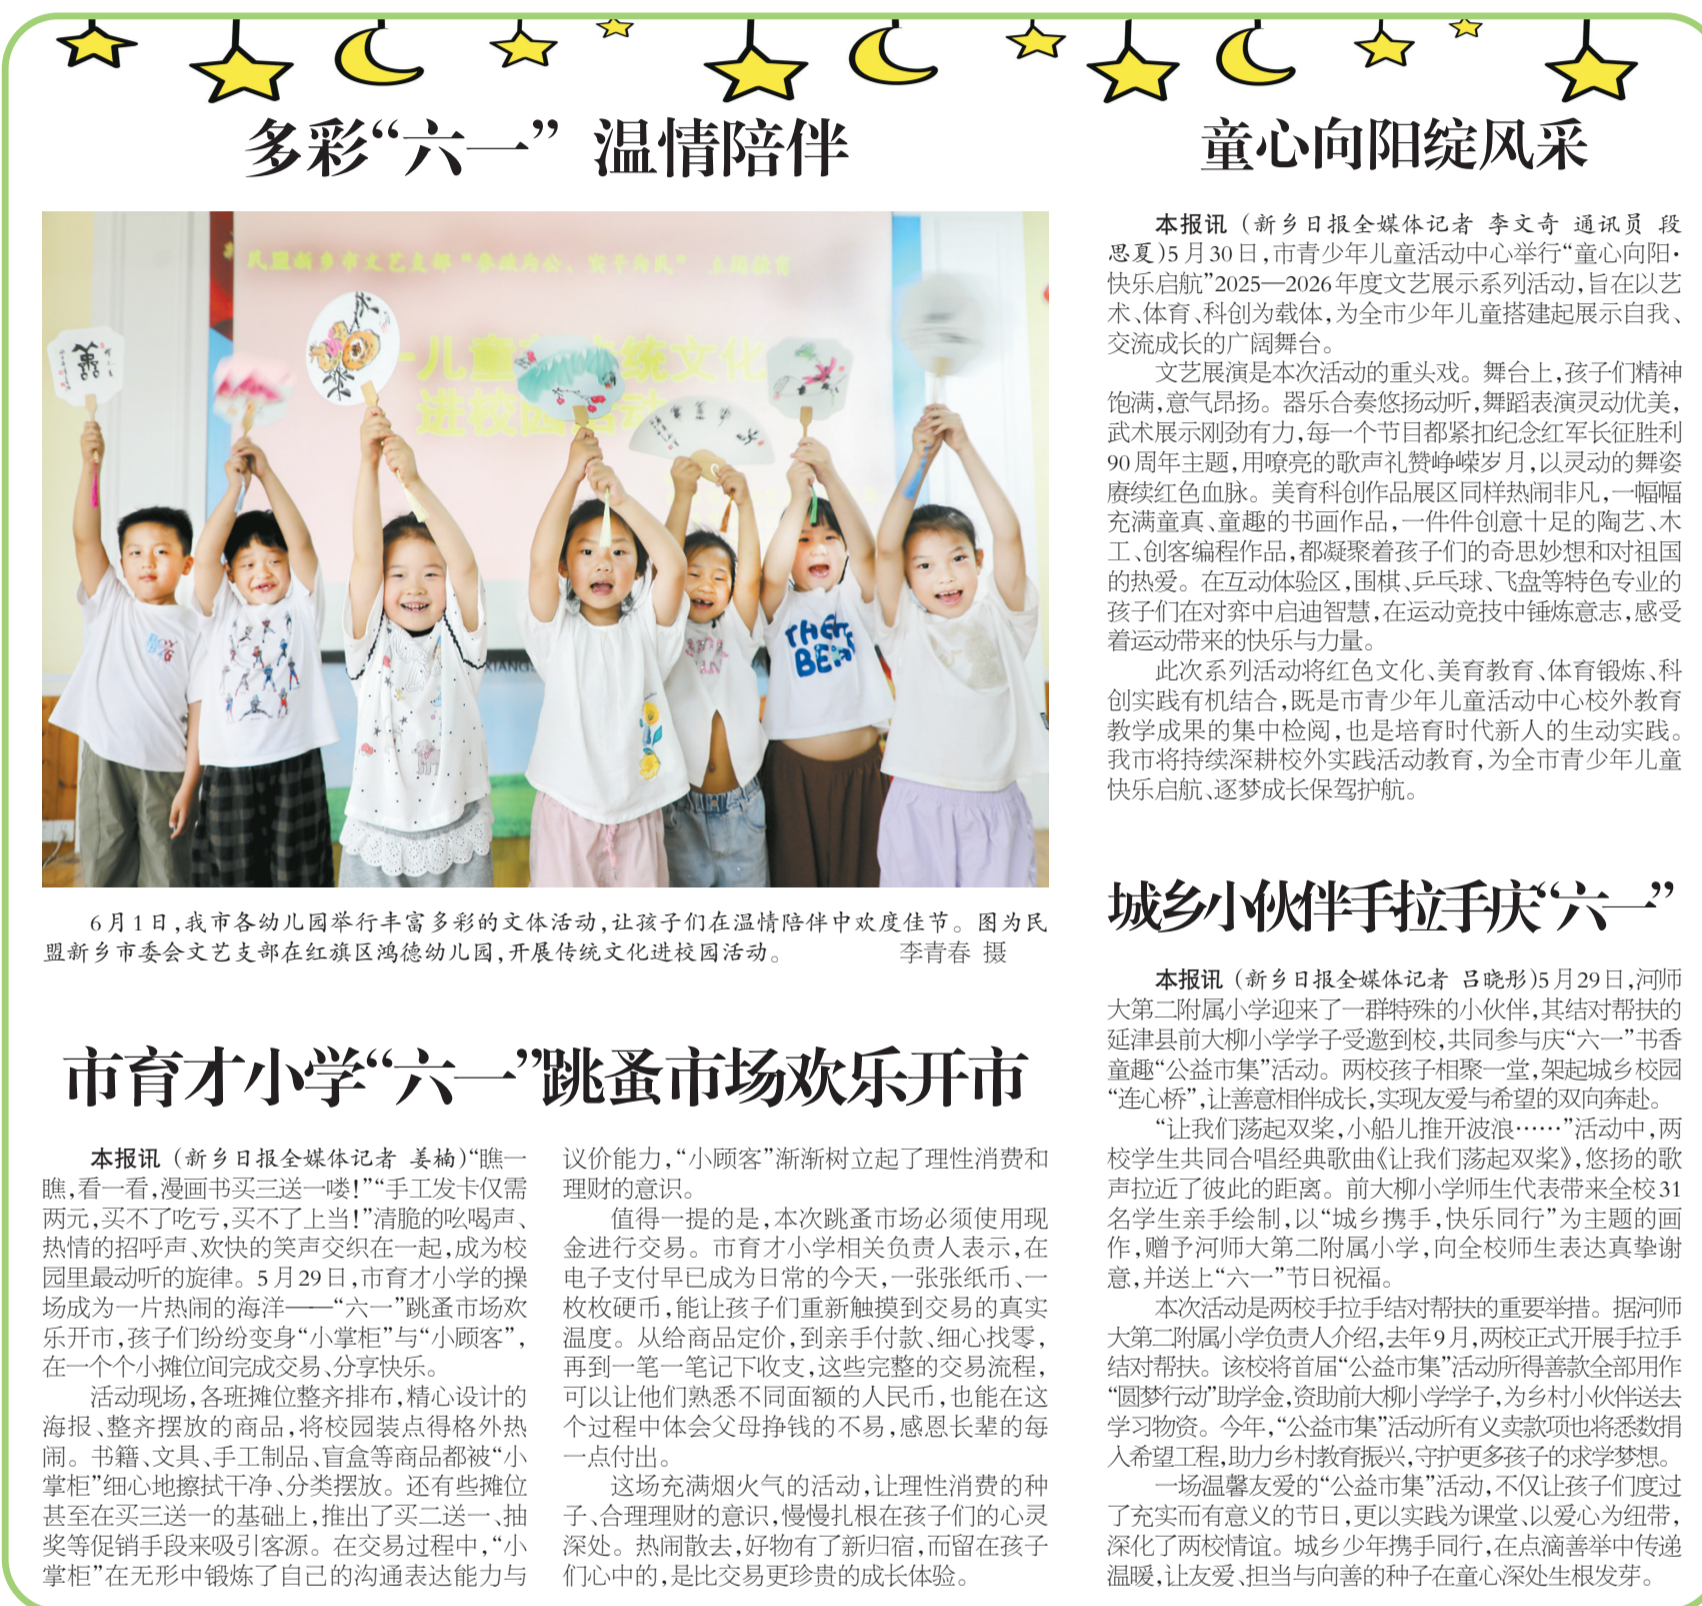 多彩“六一” 温情陪伴
民盟新乡市文艺支部“参政为公、实干为民” 主题教育
儿童 统文化
进校园活动
THE
BEA
XIANG
6月1日,我市各幼儿园举行丰富多彩的文体活动,让孩子们在温情陪伴中欢度佳节。图为民
盟新乡市委会文艺支部在红旗区鸿德幼儿园,开展传统文化进校园活动。 李青春 摄
市育才小学“六一”跳蚤市场欢乐开市
本报讯(新乡日报全媒体记者 姜楠)“瞧一
瞧,看一看,漫画书买三送一喽!”“手工发卡仅需
两元,买不了吃亏,买不了上当!”清脆的吆喝声、
热情的招呼声、欢快的笑声交织在一起,成为校
园里最动听的旋律。5月29日,市育才小学的操
场成为一片热闹的海洋——“六一”跳蚤市场欢
乐开市,孩子们纷纷变身“小掌柜”与“小顾客”,
在一个个小摊位间完成交易、分享快乐。
活动现场,各班摊位整齐排布,精心设计的
海报、整齐摆放的商品,将校园装点得格外热
闹。书籍、文具、手工制品、盲盒等商品都被“小
掌柜”细心地擦拭干净、分类摆放。还有些摊位
甚至在买三送一的基础上,推出了买二送一、抽
奖等促销手段来吸引客源。在交易过程中,“小
掌柜”在无形中锻炼了自己的沟通表达能力与
议价能力,“小顾客”渐渐树立起了理性消费和
理财的意识。
值得一提的是,本次跳蚤市场必须使用现
金进行交易。市育才小学相关负责人表示,在
电子支付早已成为日常的今天,一张张纸币、一
枚枚硬币,能让孩子们重新触摸到交易的真实
温度。从给商品定价,到亲手付款、细心找零,
再到一笔一笔记下收支,这些完整的交易流程,
可以让他们熟悉不同面额的人民币,也能在这
个过程中体会父母挣钱的不易,感恩长辈的每
一点付出。
这场充满烟火气的活动,让理性消费的种
子、合理理财的意识,慢慢扎根在孩子们的心灵
深处。热闹散去,好物有了新归宿,而留在孩子
们心中的,是比交易更珍贵的成长体验。
童心向阳绽风采
本报讯(新乡日报全媒体记者 李文奇 通讯员 段
思夏)5月30日,市青少年儿童活动中心举行“童心向阳·
快乐启航”2025—2026年度文艺展示系列活动,旨在以艺
术、体育、科创为载体,为全市少年儿童搭建起展示自我、
交流成长的广阔舞台。
文艺展演是本次活动的重头戏。舞台上,孩子们精神
饱满,意气昂扬。器乐合奏悠扬动听,舞蹈表演灵动优美,
武术展示刚劲有力,每一个节目都紧扣纪念红军长征胜利
90周年主题,用嘹亮的歌声礼赞峥嵘岁月,以灵动的舞姿
赓续红色血脉。美育科创作品展区同样热闹非凡,一幅幅
充满童真、童趣的书画作品,一件件创意十足的陶艺、木
工、创客编程作品,都凝聚着孩子们的奇思妙想和对祖国
的热爱。在互动体验区,围棋、乒乓球、飞盘等特色专业的
孩子们在对弈中启迪智慧,在运动竞技中锤炼意志,感受
着运动带来的快乐与力量。
此次系列活动将红色文化、美育教育、体育锻炼、科
创实践有机结合,既是市青少年儿童活动中心校外教育
教学成果的集中检阅,也是培育时代新人的生动实践。
我市将持续深耕校外实践活动教育,为全市青少年儿童
快乐启航、逐梦成长保驾护航。
城乡小伙伴手拉手庆“六一”
本报讯(新乡日报全媒体记者 吕晓彤)5月29日,河师
大第二附属小学迎来了一群特殊的小伙伴,其结对帮扶的
延津县前大柳小学学子受邀到校,共同参与庆“六一”书香
童趣“公益市集”活动。两校孩子相聚一堂,架起城乡校园
“连心桥”,让善意相伴成长,实现友爱与希望的双向奔赴。
“让我们荡起双桨,小船儿推开波浪……”活动中,两
校学生共同合唱经典歌曲《让我们荡起双桨》,悠扬的歌
声拉近了彼此的距离。前大柳小学师生代表带来全校31
名学生亲手绘制,以“城乡携手,快乐同行”为主题的画
作,赠予河师大第二附属小学,向全校师生表达真挚谢
意,并送上“六一”节日祝福。
本次活动是两校手拉手结对帮扶的重要举措。据河师
大第二附属小学负责人介绍,去年9月,两校正式开展手拉手
结对帮扶。该校将首届“公益市集”活动所得善款全部用作
“圆梦行动”助学金,资助前大柳小学学子,为乡村小伙伴送去
学习物资。今年,“公益市集”活动所有义卖款项也将悉数捐
入希望工程,助力乡村教育振兴,守护更多孩子的求学梦想。
一场温馨友爱的“公益市集”活动,不仅让孩子们度过
了充实而有意义的节日,更以实践为课堂、以爱心为纽带,
深化了两校情谊。城乡少年携手同行,在点滴善举中传递
温暖,让友爱、担当与向善的种子在童心深处生根发芽。